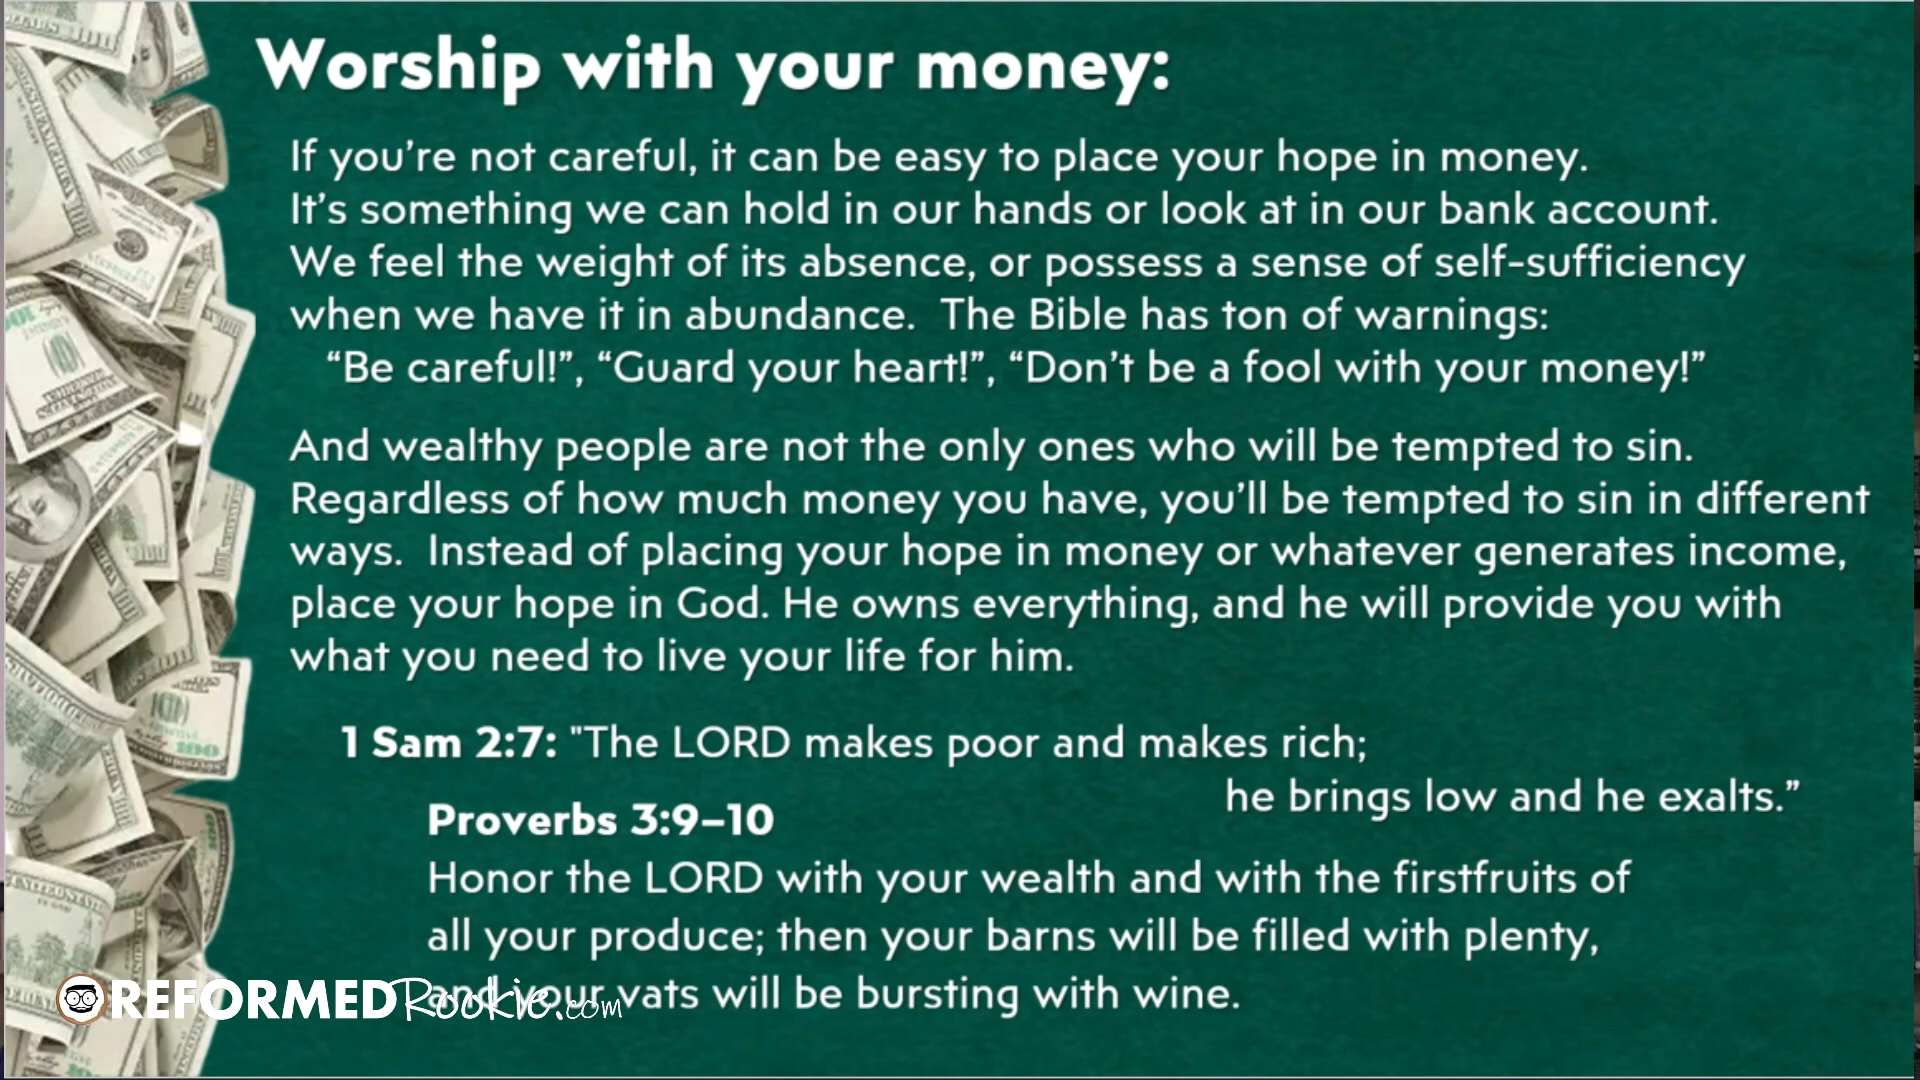 Worship with your money:
If you’re not careful, it can be easy to place your hope in money.
It’s something we can hold in our hands or look at in our bank account.
We feel the weight of its absence, or possess a sense of self-sufficiency
when we have it in abundance.  The Bible has ton of warnings:
“Be careful!”, “Guard your heart!”, “Don’t be a fool with your money!”
And wealthy people are not the only ones who will be tempted to sin.
Regardless of how much money you have, you’ll be tempted to sin in different
ways.  Instead of placing your hope in money or whatever generates income,
place your hope in God. He owns everything, and he will provide you with
what you need to live your life for him.
1 Sam 2:7: "The LORD makes poor and makes rich;
he brings low and he exalts.”
Proverbs 3:9–10
Honor the LORD with your wealth and with the firstfruits of
all your produce; then your barns will be filled with plenty,
and your vats will be bursting with wine.
REFORMEDRookie.com